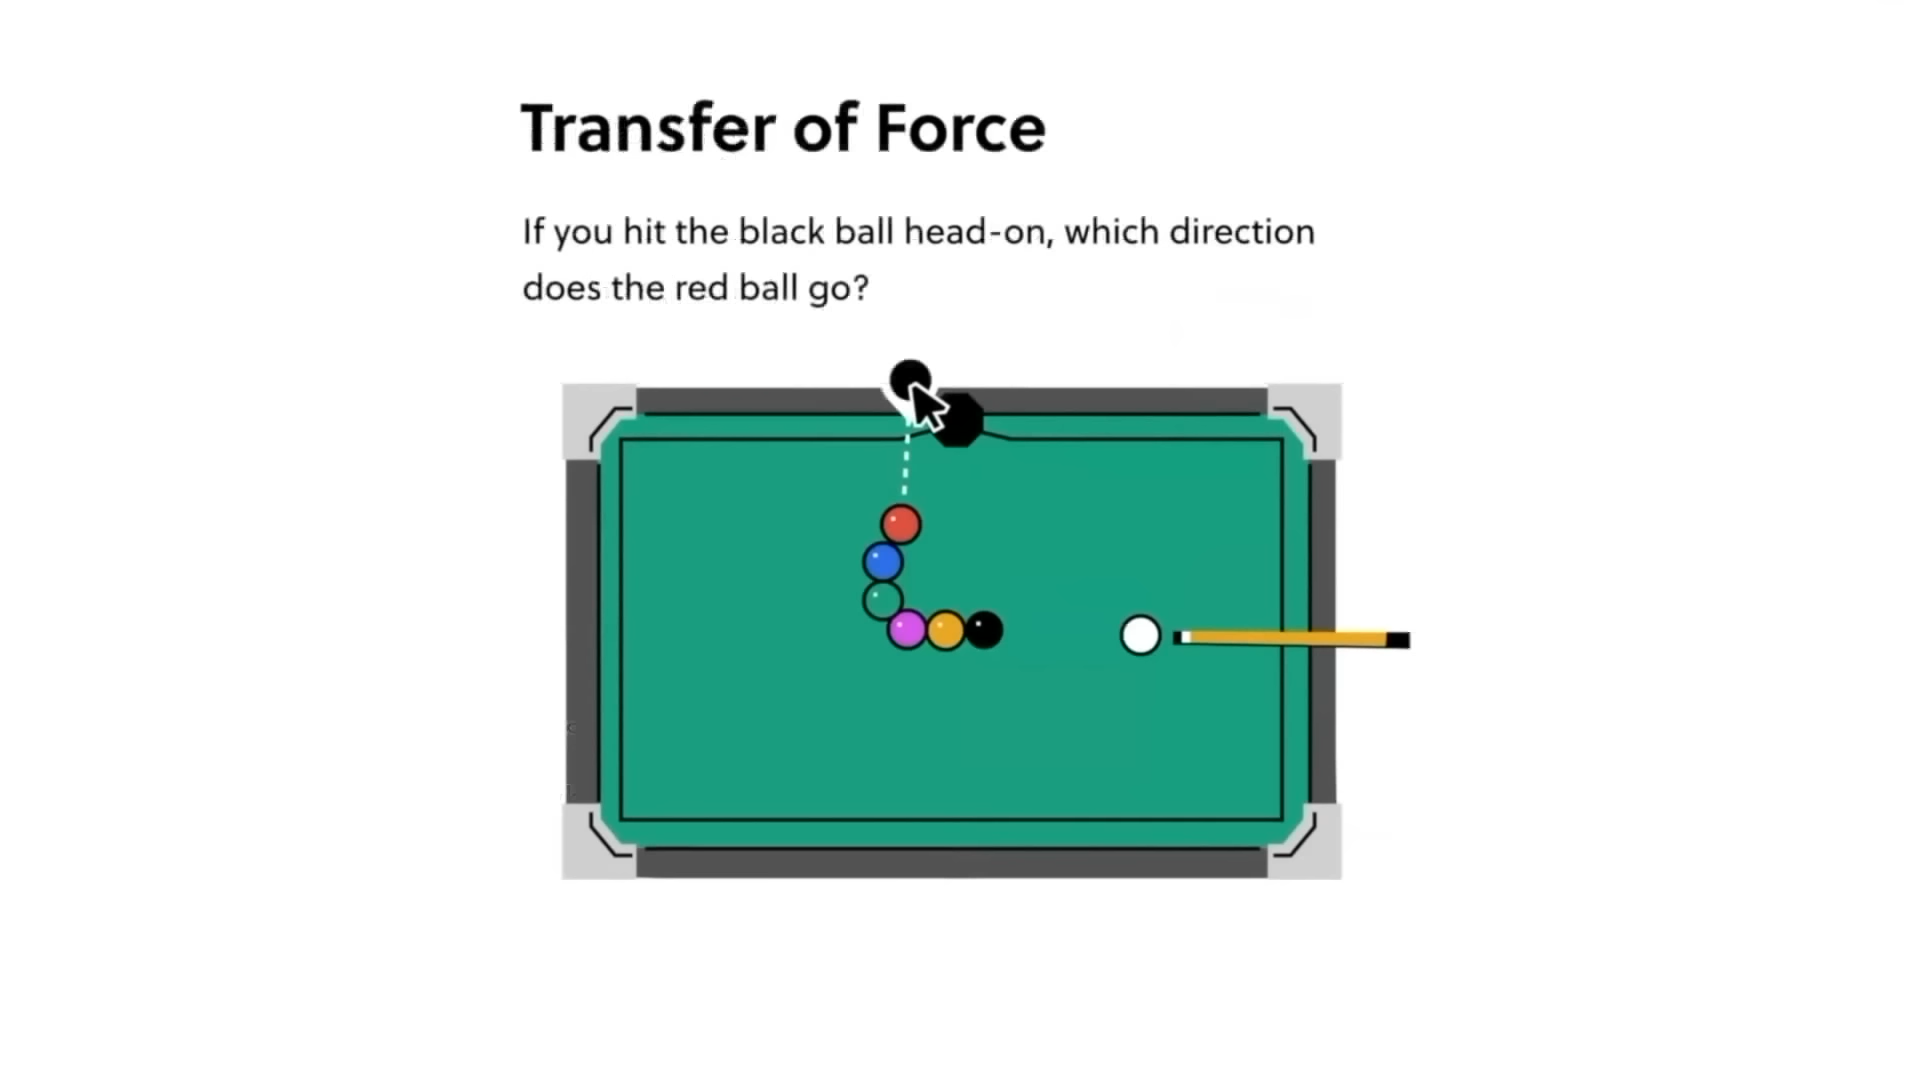 Transfer of Force
If you hit the black ball head-on, which direction
does the red ball go?